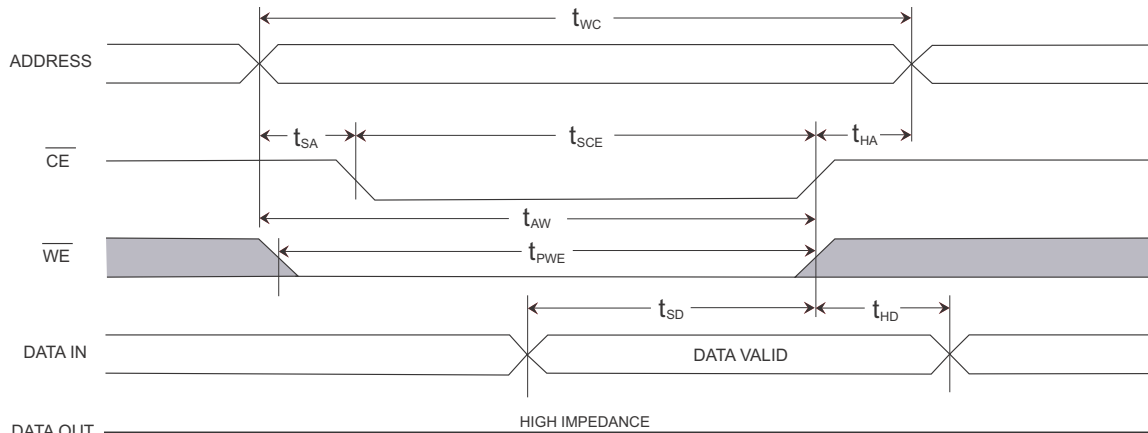 tWC
ADDRESS
tSA
tSCE
tHA
CE
tAW
WE
tPWE
tSD
tHD
DATA IN
DATA VALID
HIGH IMPEDANCE
DATA OUT